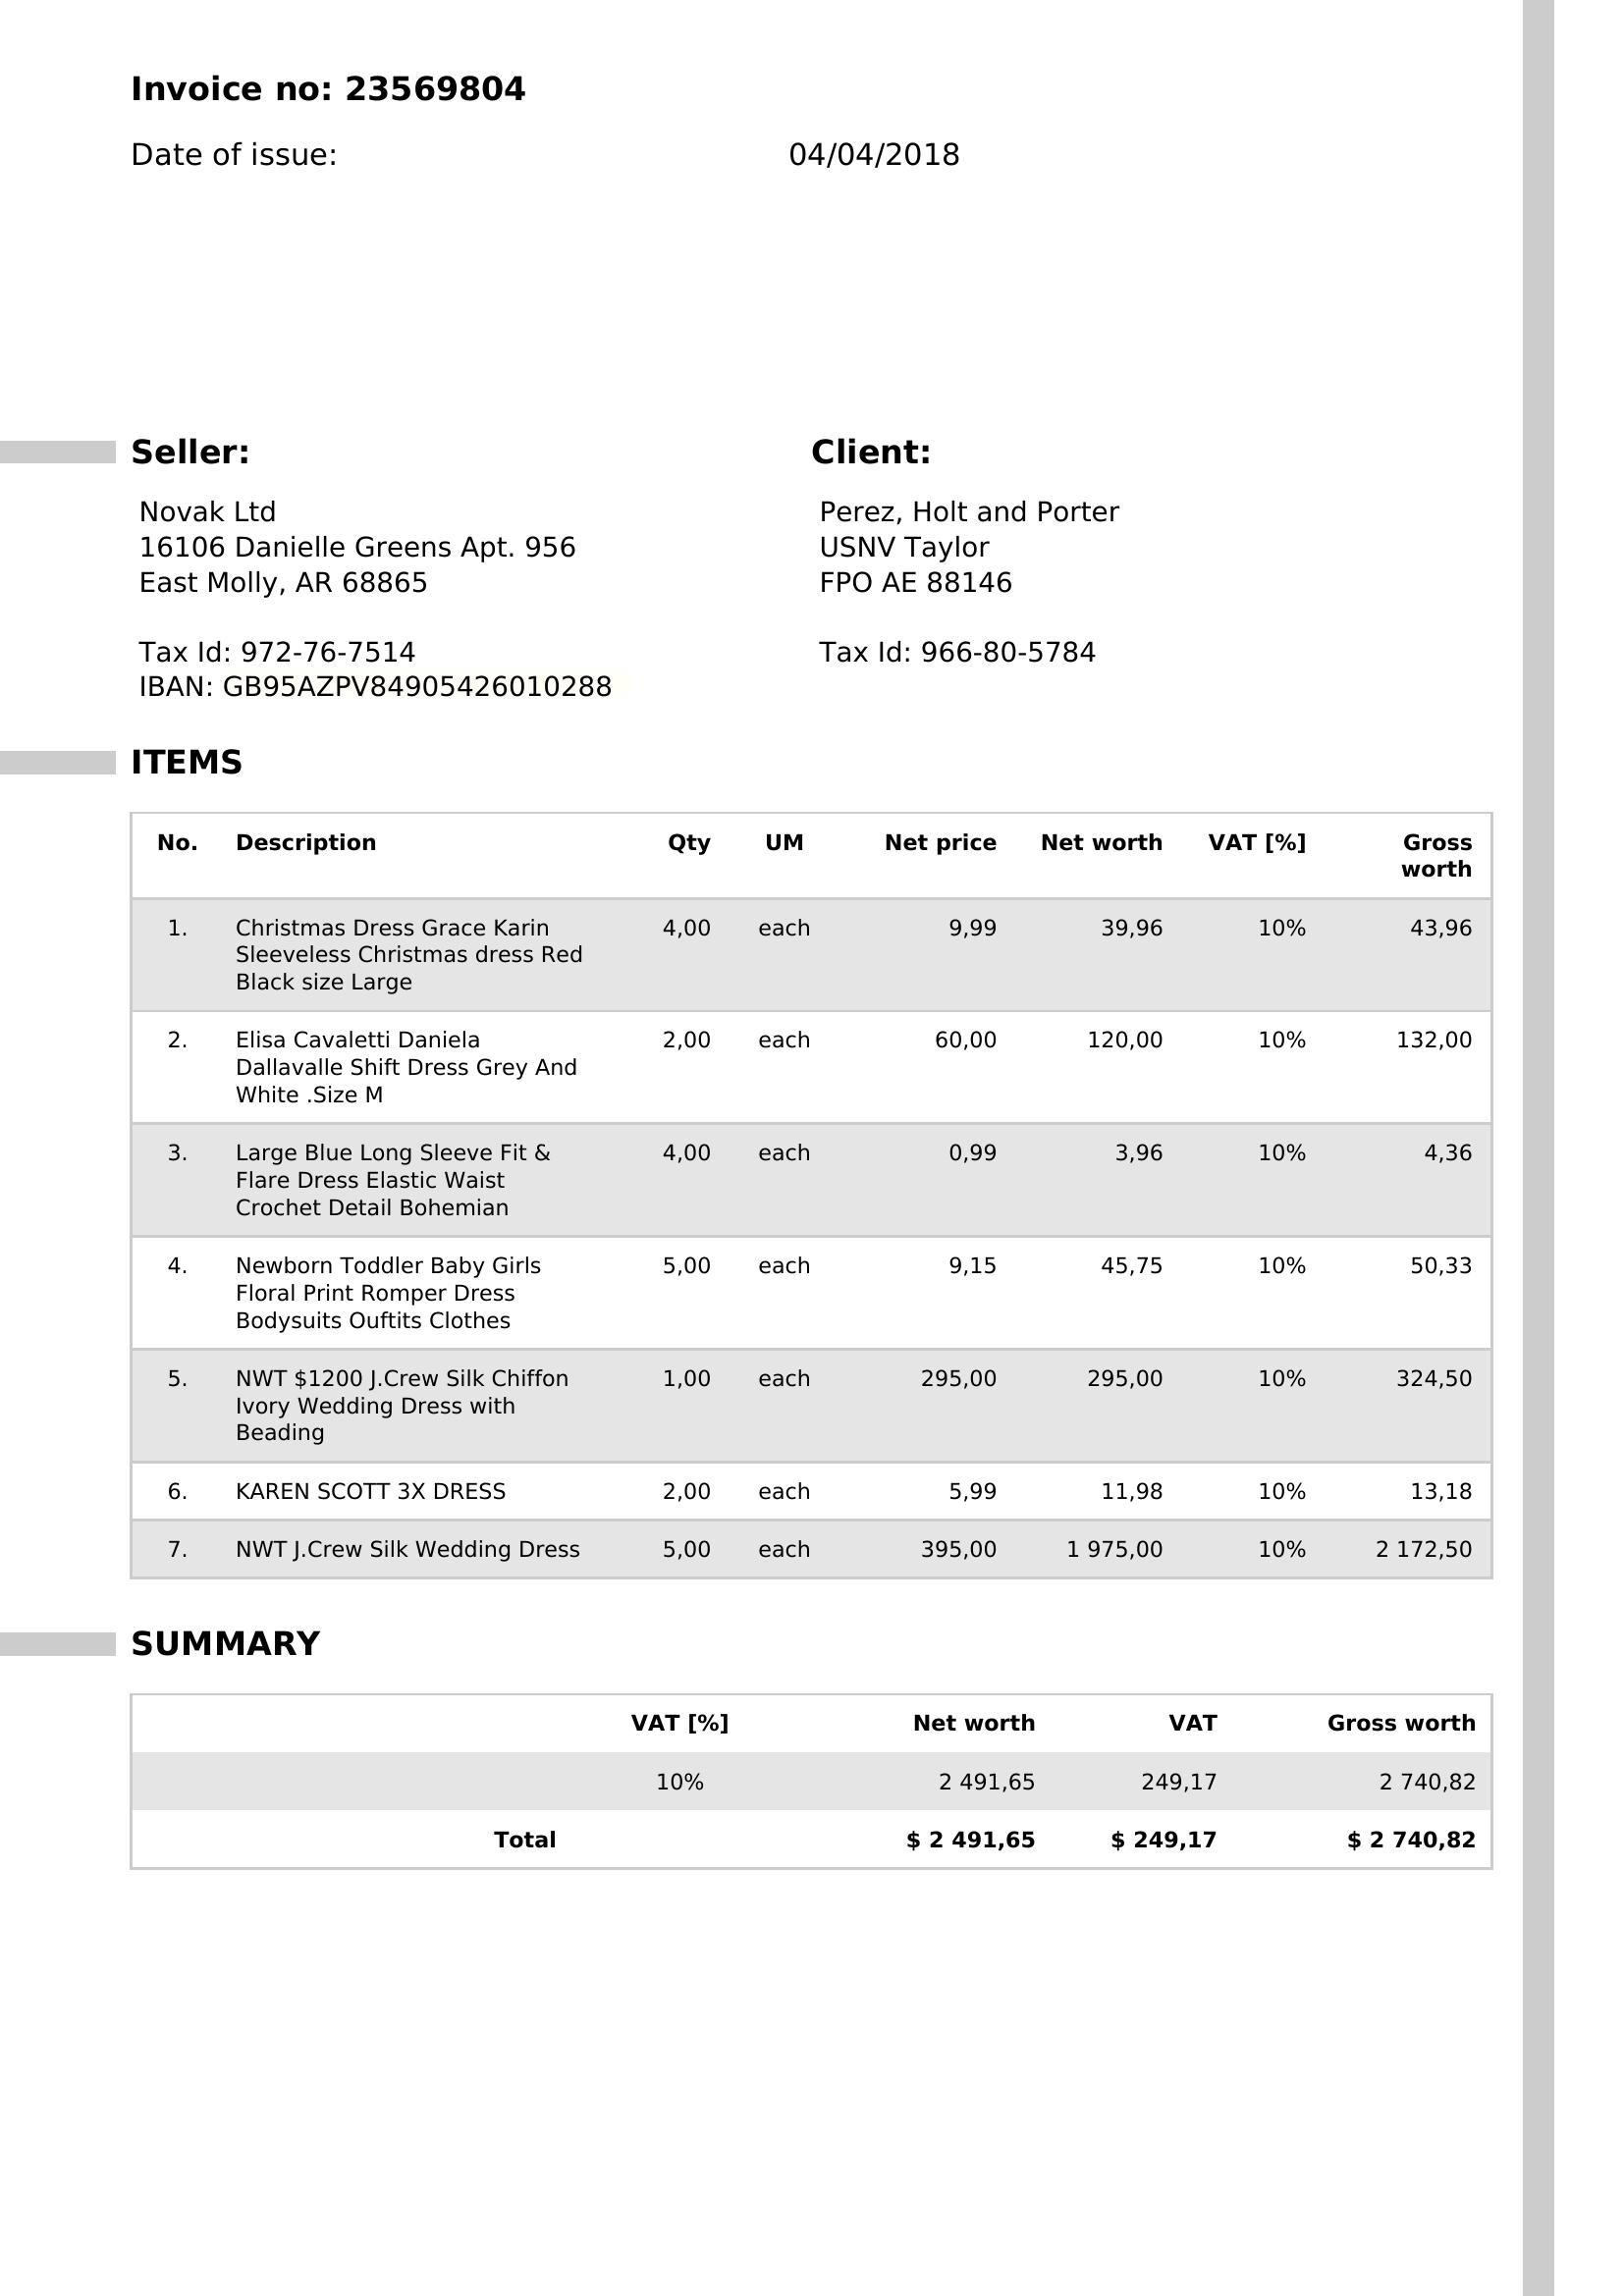 Invoice no: 23569804
Date of issue: 04/04/2018
Seller:
Novak Ltd
16106 Danielle Greens Apt. 956
East Molly, AR 68865
Tax Id: 972-76-7514
IBAN: GB95AZPV84905426010288
Client:
Perez, Holt and Porter
USNV Taylor
FPO AE 88146
Tax Id: 966-80-5784
ITEMS
No. Description Qty UM Net price Net worth VAT [%] Gross
worth
1. Christmas Dress Grace Karin 4,00 each 9,99 39,96 10% 43,96
Sleeveless Christmas dress Red
Black size Large
2. Elisa Cavaletti Daniela 2,00 each 60,00 120,00 10% 132,00
Dallavalle Shift Dress Grey And
White .Size M
3. Large Blue Long Sleeve Fit & 4,00 each 0,99 3,96 10% 4,36
Flare Dress Elastic Waist
Crochet Detail Bohemian
4. Newborn Toddler Baby Girls 5,00 each 9,15 45,75 10% 50,33
Floral Print Romper Dress
Bodysuits Ouftits Clothes
5. NWT $1200 J.Crew Silk Chiffon 1,00 each 295,00 295,00 10% 324,50
Ivory Wedding Dress with
Beading
6. KAREN SCOTT 3X DRESS 2,00 each 5,99 11,98 10% 13,18
7. NWT J.Crew Silk Wedding Dress 5,00 each 395,00 1 975,00 10% 2 172,50
SUMMARY
VAT [%] Net worth VAT Gross worth
10% 2 491,65 249,17 2 740,82
Total $ 2 491,65 $ 249,17 $ 2 740,82